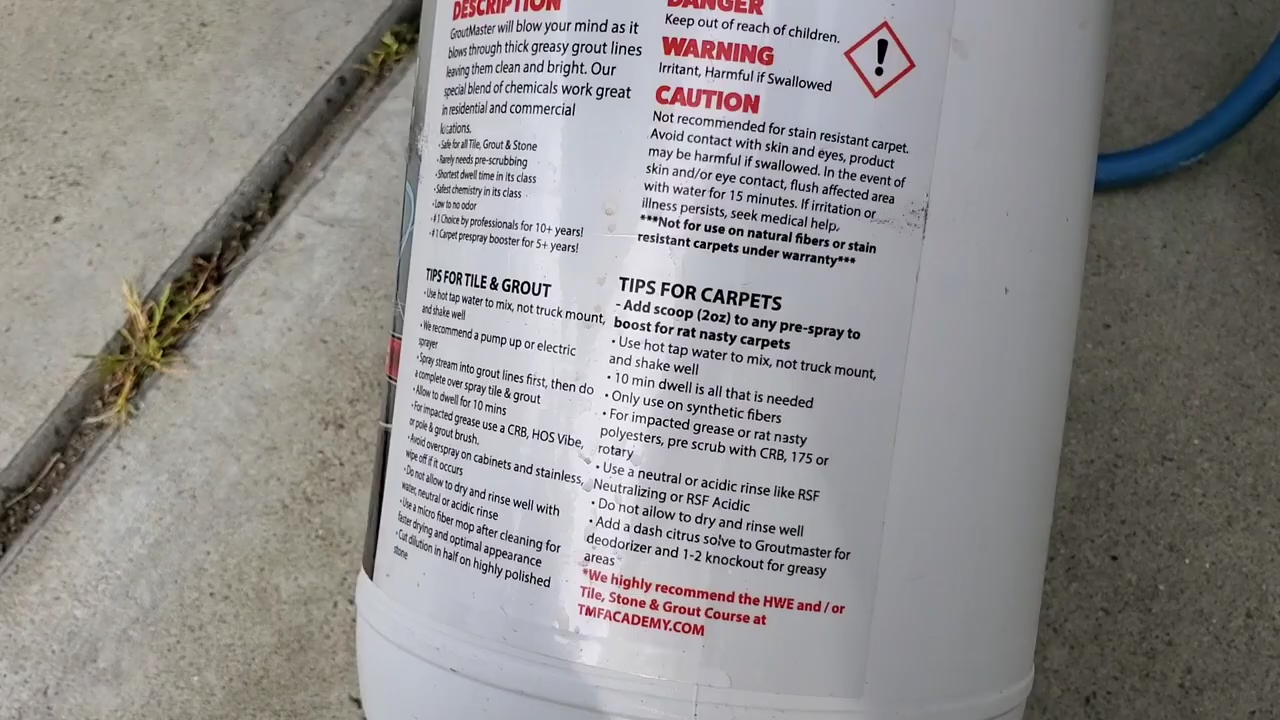 DESCRIPTION
GroutMaster will blow your mind as it
blows through thick greasy grout lines
leaving them clean and bright. Our
special blend of chemicals work great
in residential and commercial
locations.
• Safe for all Tile, Grout & Stone
• Rarely needs pre-scrubbing
• Shortest dwell time in its class
• Safest chemistry in its class
• Low to no odor
• #1 Choice by professionals for 10+ years!
• #1 Carpet prespray booster for 5+ years!
TIPS FOR TILE & GROUT
• Use hot tap water to mix, not truck mount,
and shake well
• We recommend a pump up or electric
sprayer
• Spray stream into grout lines first, then do
a complete over spray tile & grout
• Allow to dwell for 10 mins
• For impacted grease use a CRB, HOS Vibe,
or pole & grout brush.
• Avoid overspray on cabinets and stainless,
wipe off if it occurs
• Do not allow to dry and rinse well with
water, neutral or acidic rinse
• Use a micro fiber mop after cleaning for
faster drying and optimal appearance
• Cut dilution in half on highly polished
stone
DANGER
Keep out of reach of children.
WARNING
Irritant, Harmful if Swallowed
!
CAUTION
Not recommended for stain resistant carpet.
Avoid contact with skin and eyes, product
may be harmful if swallowed. In the event of
skin and/or eye contact, flush affected area
with water for 15 minutes. If irritation or
illness persists, seek medical help.
***Not for use on natural fibers or stain
resistant carpets under warranty***
TIPS FOR CARPETS
- Add scoop (2oz) to any pre-spray to
boost for rat nasty carpets
• Use hot tap water to mix, not truck mount,
and shake well
• 10 min dwell is all that is needed
• Only use on synthetic fibers
• For impacted grease or rat nasty
polyesters, pre scrub with CRB, 175 or
rotary
• Use a neutral or acidic rinse like RSF
Neutralizing or RSF Acidic
• Do not allow to dry and rinse well
• Add a dash citrus solve to Groutmaster for
deodorizer and 1-2 knockout for greasy
areas
*We highly recommend the HWE and / or
Tile, Stone & Grout Course at
TMFACADEMY.COM